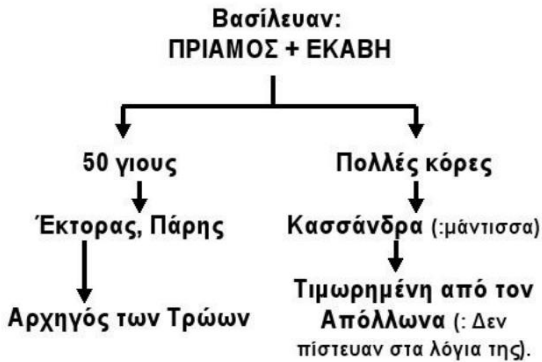 Βασίλευαν:
ΠΡΙΑΜΟΣ + ΕΚΑΒΗ
50 γιους
Πολλές κόρες
Έκτορας, Πάρης
Κασσάνδρα (:μάντισσα)
Αρχηγός των Τρώων
Τιμωρημένη από τον
Απόλλωνα (: Δεν
πίστευαν στα λόγια της).